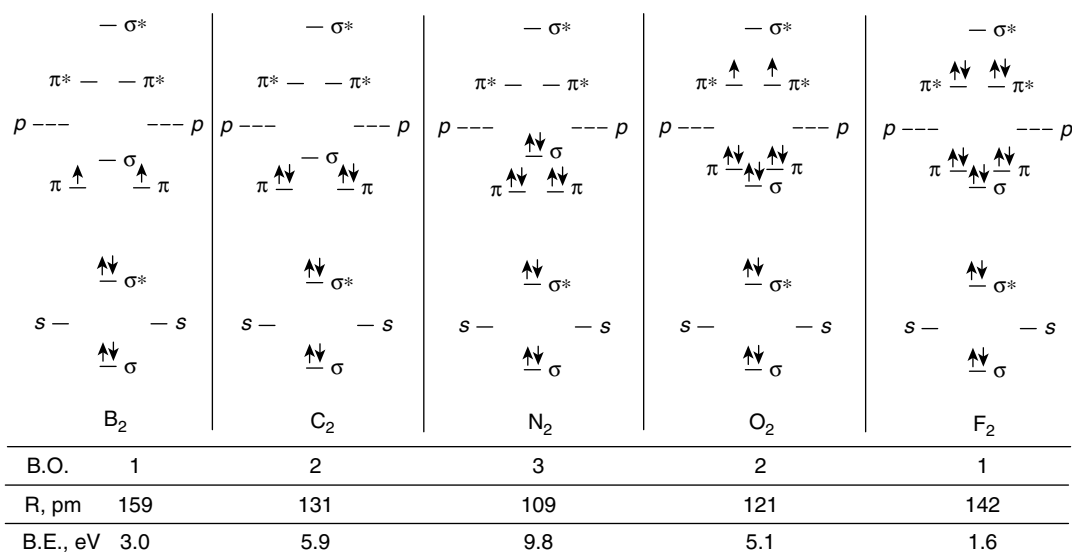 σ* σ* σ* σ* σ*
π* π* π* π* π* π* π* π* π* π*
p p p p p p p p p p
σ σ σ
π π π π π π π π π π
σ σ
σ* σ* σ* σ* σ*
s s s s s s s s s s
σ σ σ σ σ
B₂ C₂ N₂ O₂ F₂
B.O. 1 2 3 2 1
R, pm 159 131 109 121 142
B.E., eV 3.0 5.9 9.8 5.1 1.6